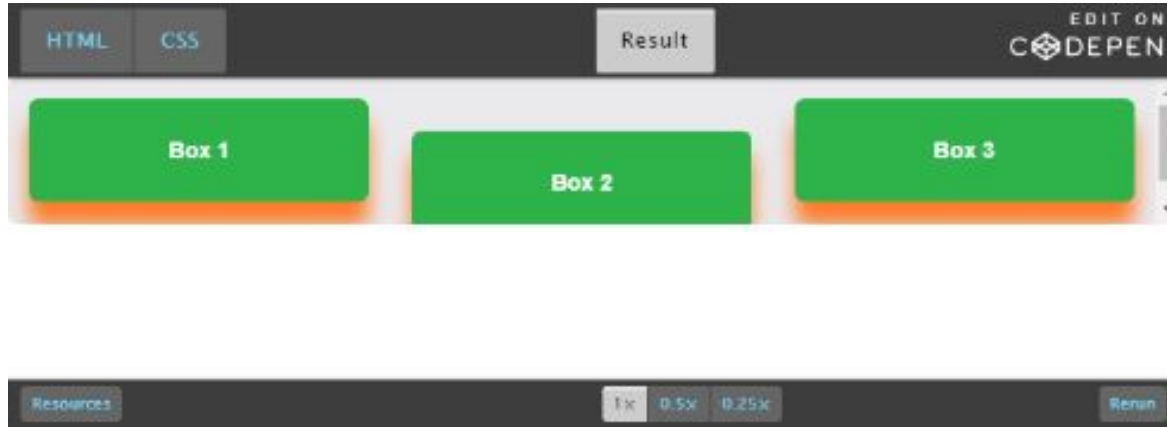 HTML CSS Result EDIT ON
CODEPEN
Box 1
Box 2
Box 3
Resources 1x 0.5x 0.25x Rerun